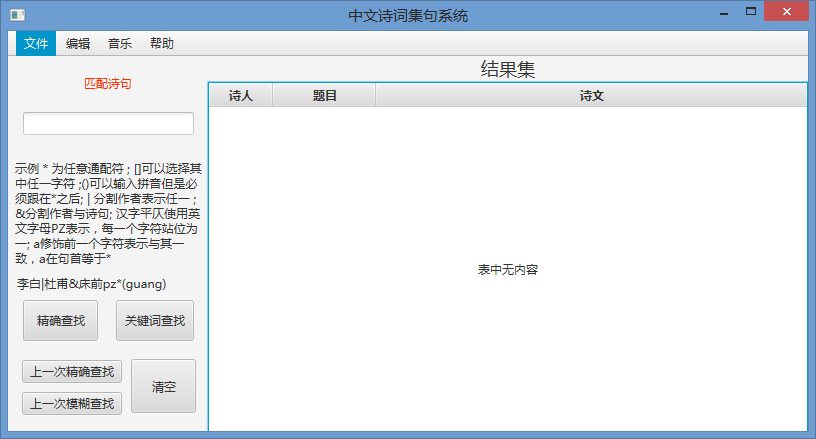 中文诗词集句系统
文件 编辑 音乐 帮助
匹配诗句
结果集
诗人 题目 诗文
示例 * 为任意通配符 ; []可以选择其
中任一字符 ;()可以输入拼音但是必
须跟在*之后; | 分割作者表示任一 ;
&分割作者与诗句; 汉字平仄使用英
文字母PZ表示，每一个字符站位为
一; a修饰前一个字符表示与其一
致，a在句首等于*
表中无内容
李白|杜甫&床前pz*(guang)
精确查找 关键词查找
上一次精确查找 清空
上一次模糊查找